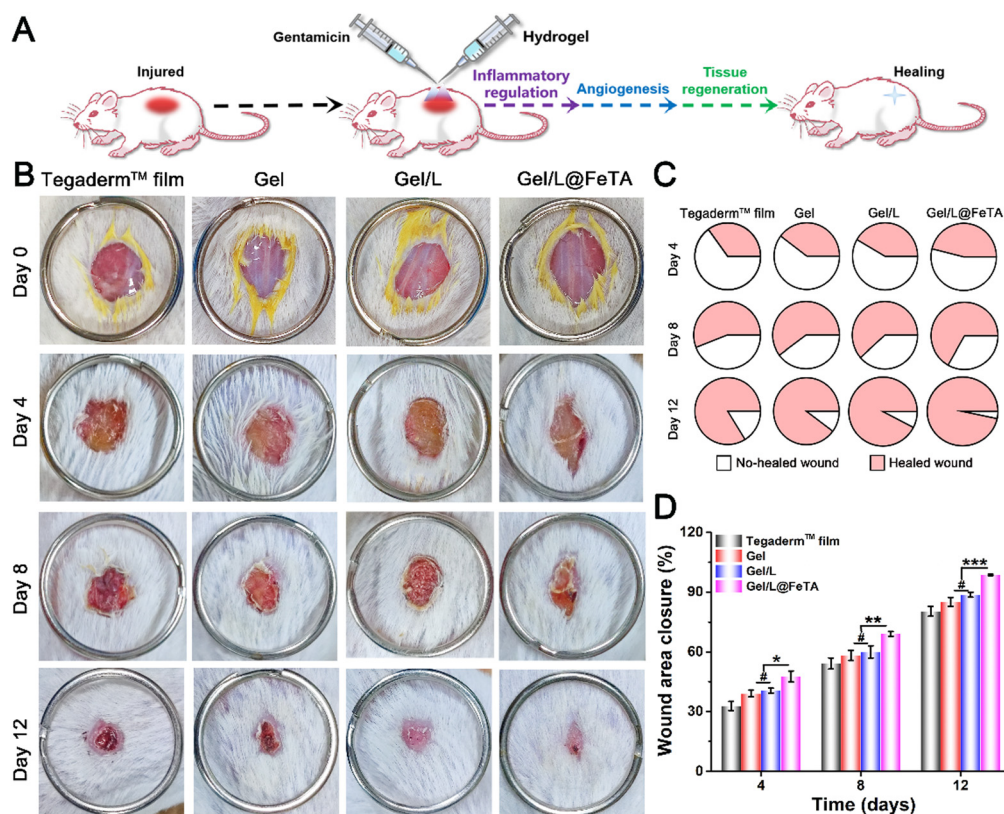 A
Gentamicin
Hydrogel
Injured
Inflammatory
regulation
Angiogenesis
Tissue
regeneration
Healing
B
Tegaderm™ film
Gel
Gel/L
Gel/L@FeTA
Day 0
Day 4
Day 8
Day 12
C
Tegaderm™ film
Gel
Gel/L
Gel/L@FeTA
Day 4
Day 8
Day 12
No-healed wound
Healed wound
D
Wound area closure (%)
120
90
60
30
0
Tegaderm™ film
Gel
Gel/L
Gel/L@FeTA
#
*
#
**
#
***
4
8
12
Time (days)